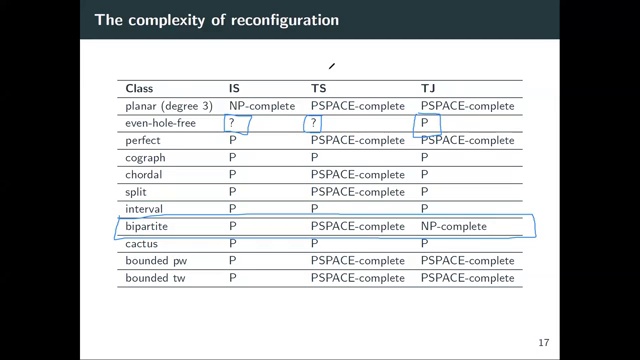 The complexity of reconfiguration
Class IS TS TJ
planar (degree 3) NP-complete PSPACE-complete PSPACE-complete
even-hole-free ? ? P
perfect P PSPACE-complete PSPACE-complete
cograph P P P
chordal P PSPACE-complete P
split P PSPACE-complete P
interval P P P
bipartite P PSPACE-complete NP-complete
cactus P P P
bounded pw P PSPACE-complete PSPACE-complete
bounded tw P PSPACE-complete PSPACE-complete
17